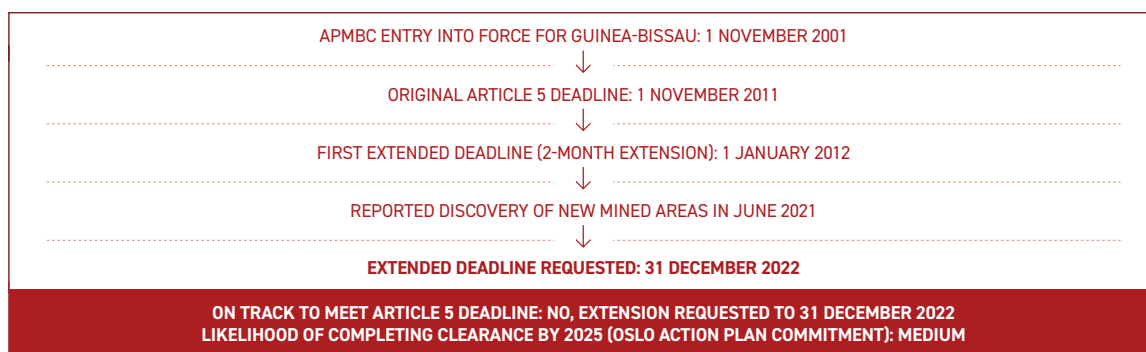 APMBC ENTRY INTO FORCE FOR GUINEA-BISSAU: 1 NOVEMBER 2001
ORIGINAL ARTICLE 5 DEADLINE: 1 NOVEMBER 2011
FIRST EXTENDED DEADLINE (2-MONTH EXTENSION): 1 JANUARY 2012
REPORTED DISCOVERY OF NEW MINED AREAS IN JUNE 2021
EXTENDED DEADLINE REQUESTED: 31 DECEMBER 2022
ON TRACK TO MEET ARTICLE 5 DEADLINE: NO, EXTENSION REQUESTED TO 31 DECEMBER 2022
LIKELIHOOD OF COMPLETING CLEARANCE BY 2025 (OSLO ACTION PLAN COMMITMENT): MEDIUM